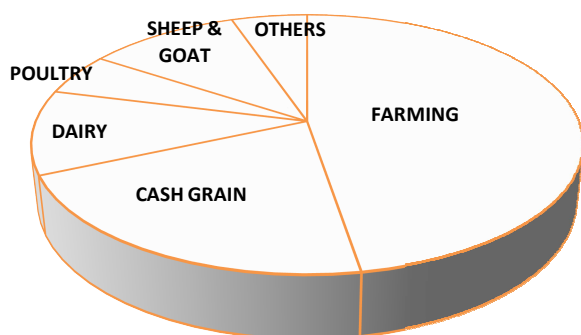 SHEEP &
GOAT
OTHERS
POULTRY
FARMING
DAIRY
CASH GRAIN